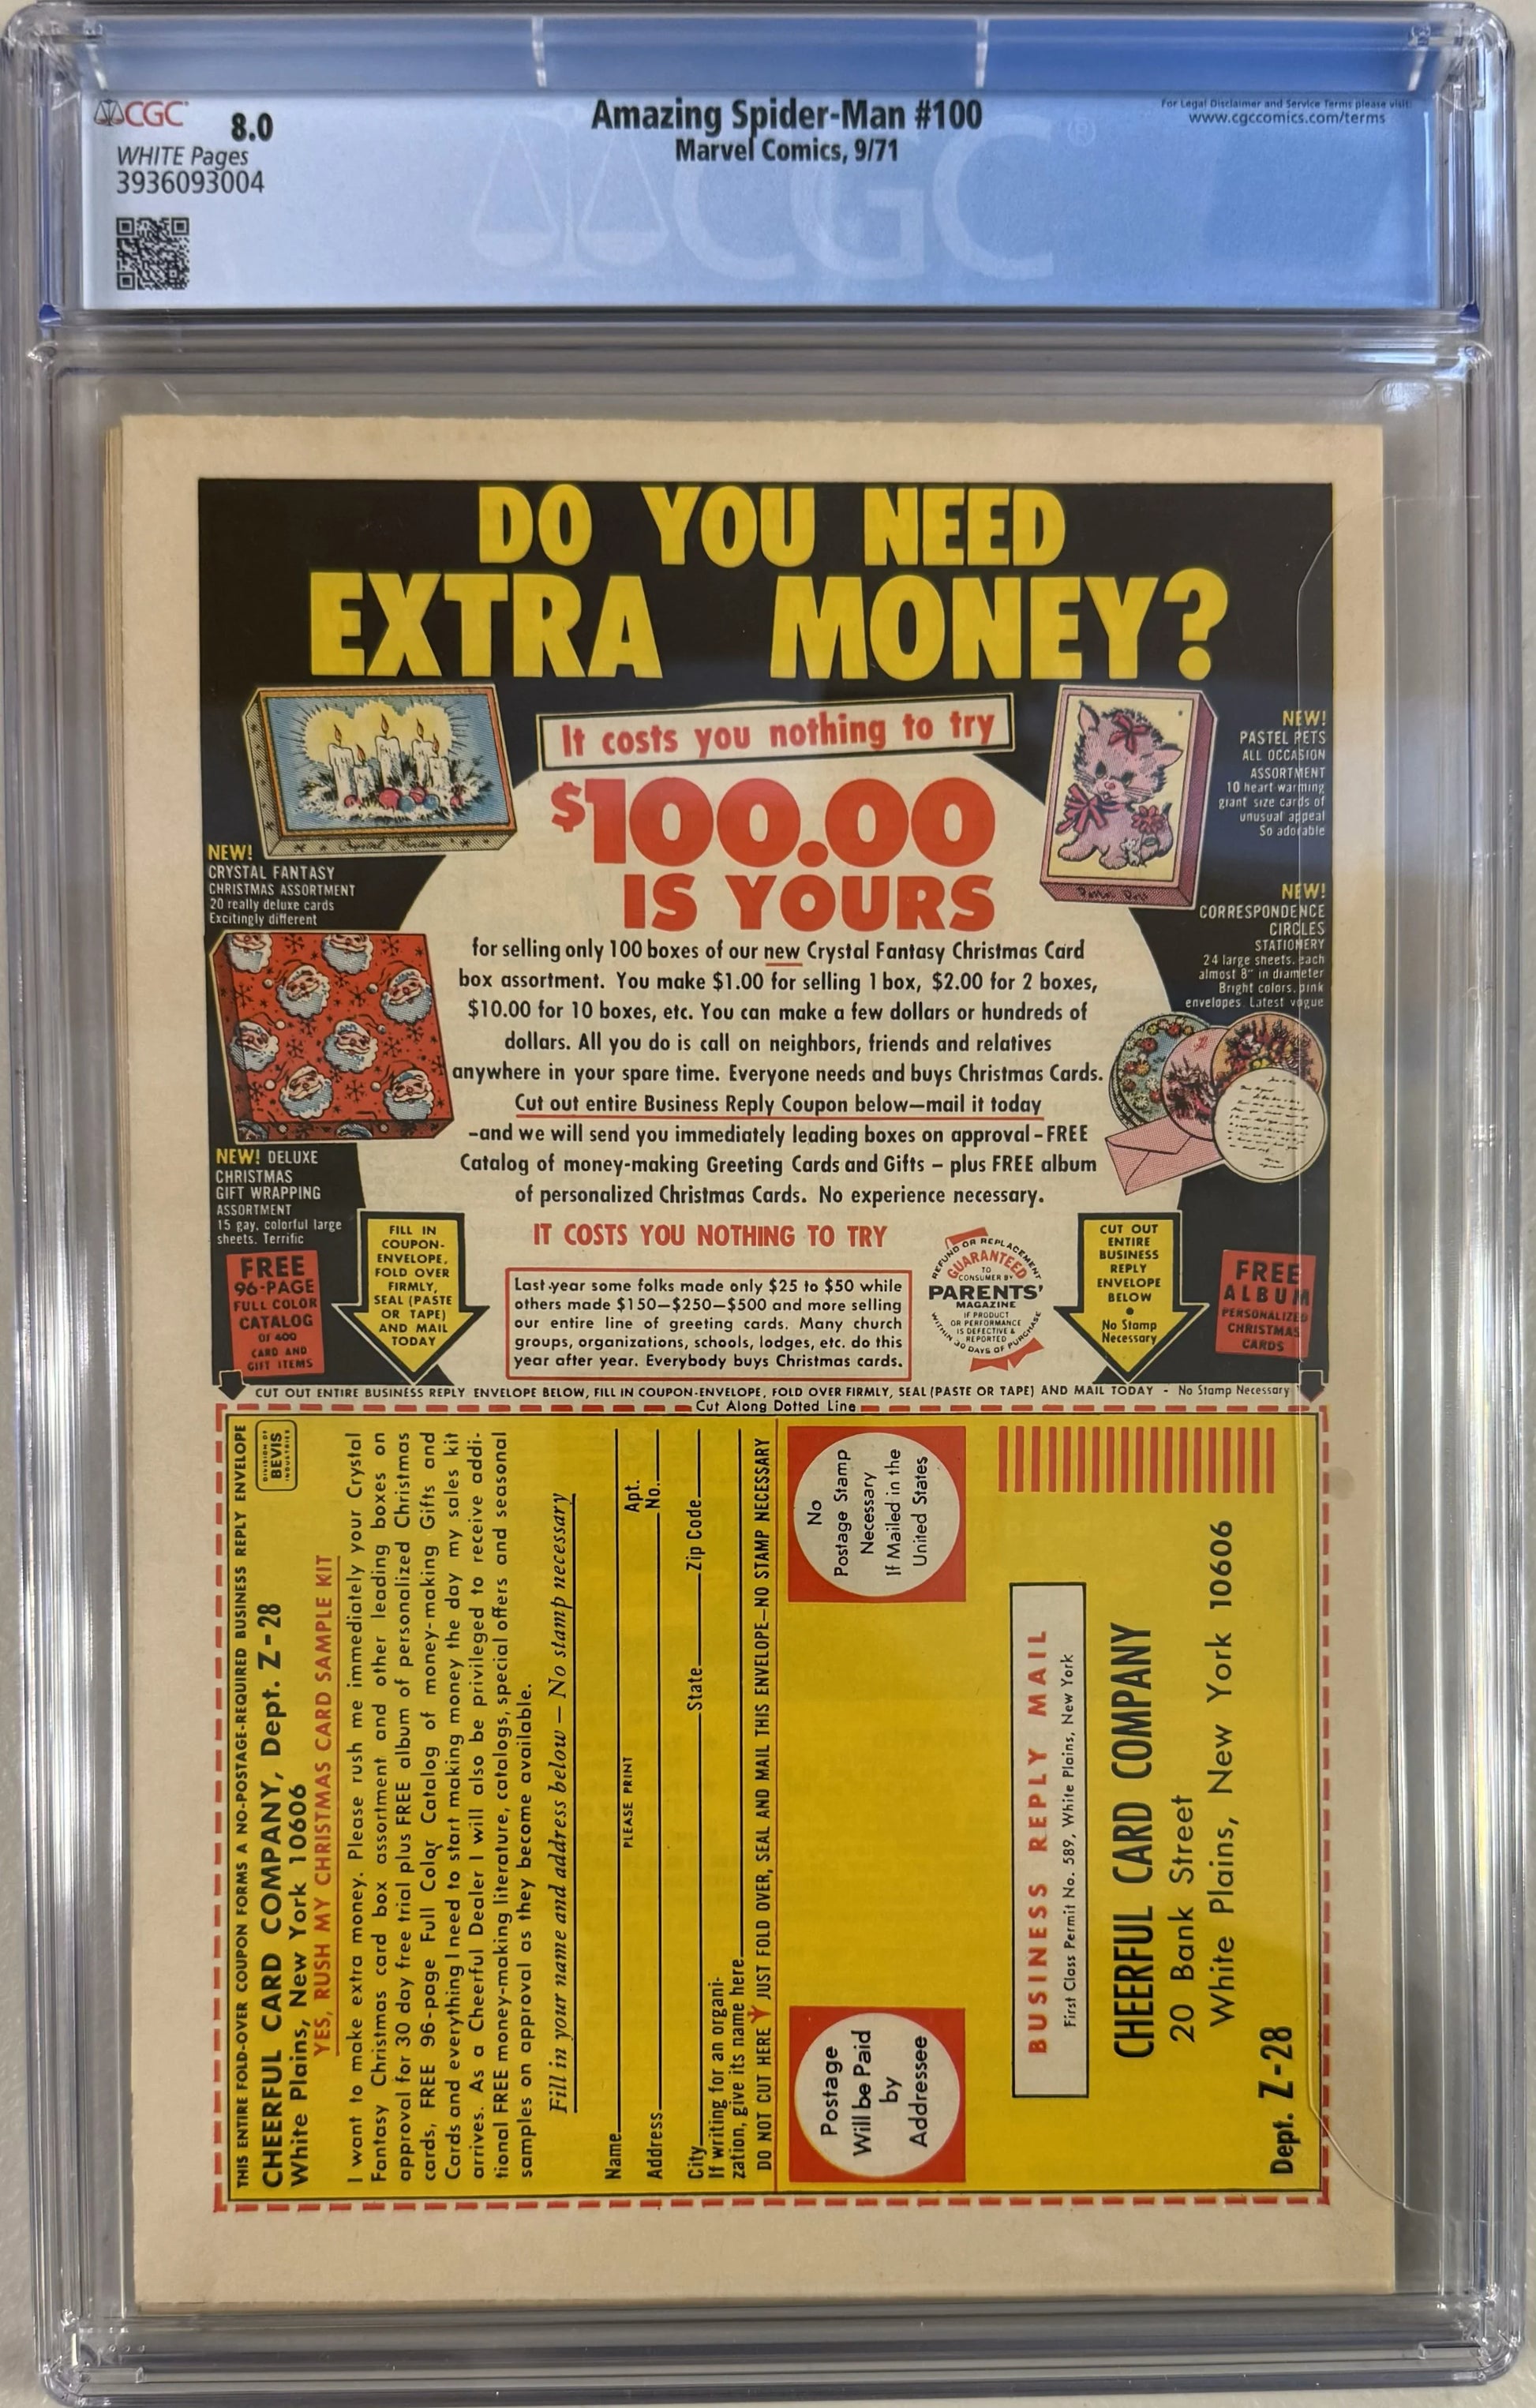 CGC
8.0
WHITE Pages
3936093004
Amazing Spider-Man #100
Marvel Comics, 9/71
For Legal Disclaimer and Service Terms please visit:
www.cgccomics.com/terms
CGC®
DO YOU NEED
EXTRA MONEY?
It costs you nothing to try
$100.00
IS YOURS
for selling only 100 boxes of our new Crystal Fantasy Christmas Card
box assortment. You make $1.00 for selling 1 box, $2.00 for 2 boxes,
$10.00 for 10 boxes, etc. You can make a few dollars or hundreds of
dollars. All you do is call on neighbors, friends and relatives
anywhere in your spare time. Everyone needs and buys Christmas Cards.
Cut out entire Business Reply Coupon below—mail it today
-and we will send you immediately leading boxes on approval – FREE
Catalog of money-making Greeting Cards and Gifts – plus FREE album
of personalized Christmas Cards. No experience necessary.
IT COSTS YOU NOTHING TO TRY
Crystal Fantasy
NEW!
CRYSTAL FANTASY
CHRISTMAS ASSORTMENT
20 really deluxe cards
Excitingly different
NEW! DELUXE
CHRISTMAS
GIFT WRAPPING
ASSORTMENT
15 gay, colorful large
sheets. Terrific
NEW!
PASTEL PETS
ALL OCCASION
ASSORTMENT
10 heart-warming
giant size cards of
unusual appeal
So adorable
NEW!
CORRESPONDENCE
CIRCLES
STATIONERY
24 large sheets, each
almost 8" in diameter
Bright colors, pink
envelopes. Latest vogue
FREE
96-PAGE
FULL COLOR
CATALOG
OF 400
CARD AND
GIFT ITEMS
FILL IN
COUPON-
ENVELOPE,
FOLD OVER
FIRMLY,
SEAL (PASTE
OR TAPE)
AND MAIL
TODAY
Last year some folks made only $25 to $50 while
others made $150—$250—$500 and more selling
our entire line of greeting cards. Many church
groups, organizations, schools, lodges, etc. do this
year after year. Everybody buys Christmas cards.
REFUND OR REPLACEMENT
GUARANTEED
TO
CONSUMER BY
PARENTS'
MAGAZINE
IF PRODUCT
OR PERFORMANCE
IS DEFECTIVE &
REPORTED
WITHIN 30 DAYS OF PURCHASE
CUT OUT
ENTIRE
BUSINESS
REPLY
ENVELOPE
BELOW
•
No Stamp
Necessary
FREE
ALBUM
PERSONALIZED
CHRISTMAS
CARDS
CUT OUT ENTIRE BUSINESS REPLY ENVELOPE BELOW, FILL IN COUPON-ENVELOPE, FOLD OVER FIRMLY, SEAL (PASTE OR TAPE) AND MAIL TODAY - No Stamp Necessary
Cut Along Dotted Line
THIS ENTIRE FOLD-OVER COUPON FORMS A NO-POSTAGE-REQUIRED BUSINESS REPLY ENVELOPE
CHEERFUL CARD COMPANY, Dept. Z-28
White Plains, New York 10606
DIVISION OF
BEVIS
INDUSTRIES
YES, RUSH MY CHRISTMAS CARD SAMPLE KIT
I want to make extra money. Please rush me immediately your Crystal
Fantasy Christmas card box assortment and other leading boxes on
approval for 30 day free trial plus FREE album of personalized Christmas
cards, FREE 96-page Full Color Catalog of money-making Gifts and
Cards and everything I need to start making money the day my sales kit
arrives. As a Cheerful Dealer I will also be privileged to receive addi-
tional FREE money-making literature, catalogs, special offers and seasonal
samples on approval as they become available.
Fill in your name and address below — No stamp necessary
Name
PLEASE PRINT
Address
Apt.
No.
City State Zip Code
If writing for an organi-
zation, give its name here
DO NOT CUT HERE JUST FOLD OVER, SEAL AND MAIL THIS ENVELOPE—NO STAMP NECESSARY
Postage
Will be Paid
by
Addressee
No
Postage Stamp
Necessary
If Mailed in the
United States
BUSINESS REPLY MAIL
First Class Permit No. 589, White Plains, New York
CHEERFUL CARD COMPANY
20 Bank Street
White Plains, New York 10606
Dept. Z-28